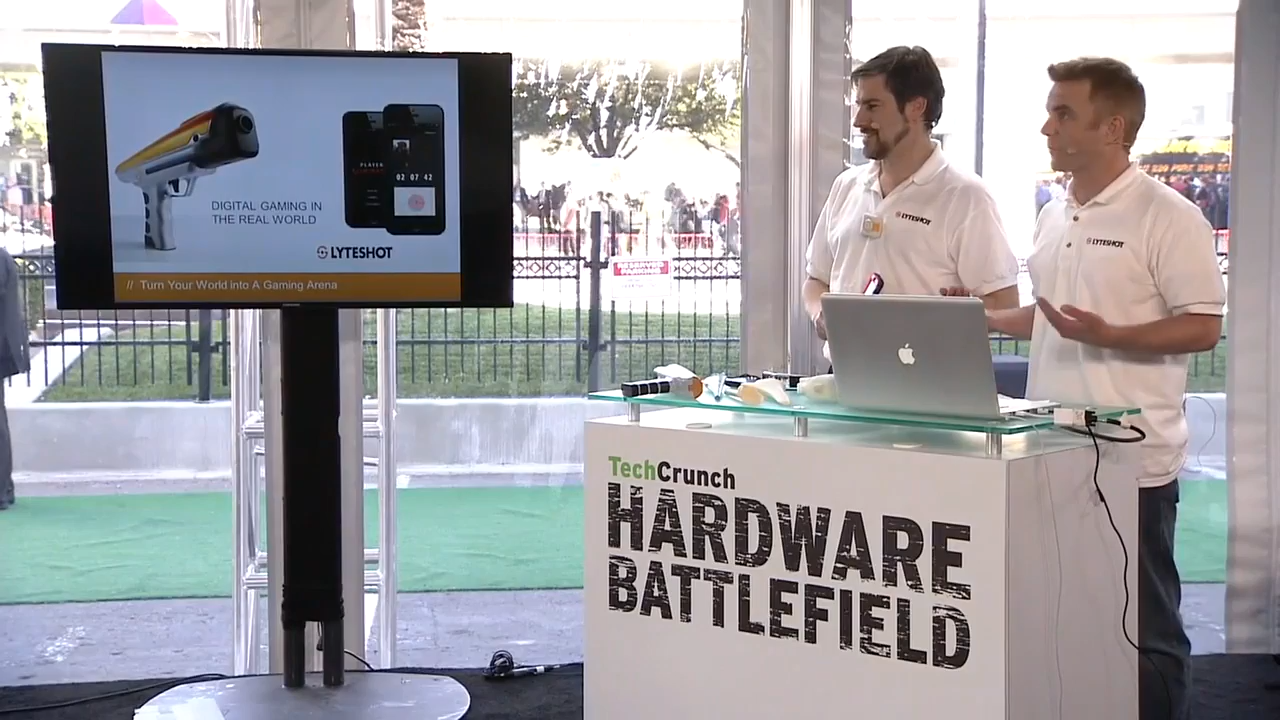 PLAYER
02 07 42
DIGITAL GAMING IN
THE REAL WORLD
LYTESHOT
// Turn Your World into A Gaming Arena
LYTESHOT
LYTESHOT
TechCrunch
HARDWARE
BATTLEFIELD